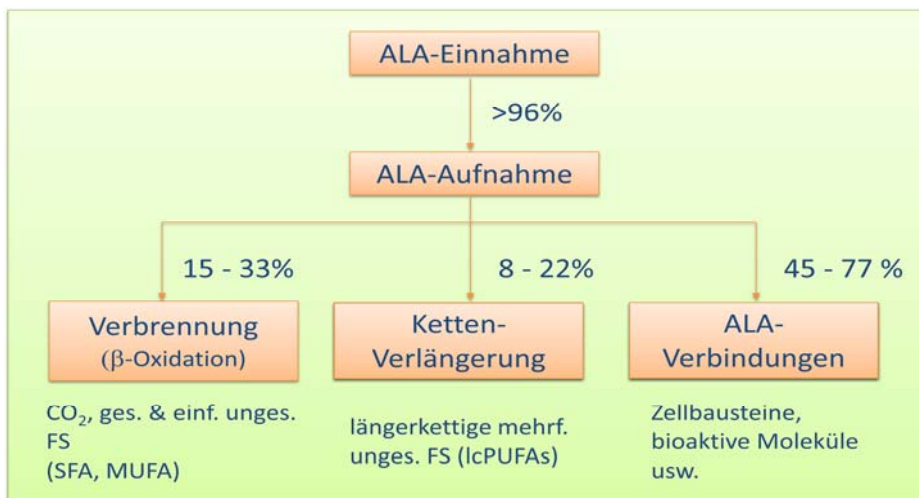 ALA-Einnahme
>96%
ALA-Aufnahme
15 - 33%
8 - 22%
45 - 77 %
Verbrennung
(β-Oxidation)
Ketten-
Verlängerung
ALA-
Verbindungen
CO₂, ges. & einf. unges.
FS
(SFA, MUFA)
längerkettige mehrf.
unges. FS (lcPUFAs)
Zellbausteine,
bioaktive Moleküle
usw.